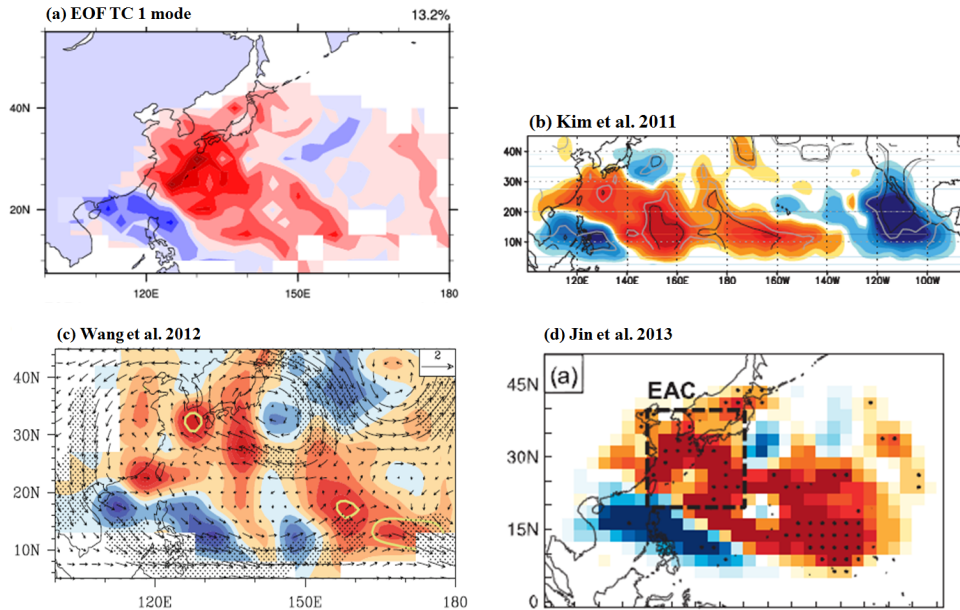 (a) EOF TC 1 mode
13.2%
40N
20N
120E
150E
180
(b) Kim et al. 2011
40N
30N
20N
10N
120E
140E
160E
180
160W
140W
120W
100W
(c) Wang et al. 2012
2
40N
30N
20N
10N
120E
150E
180
(d) Jin et al. 2013
(a)
EAC
45N
30N
15N
0